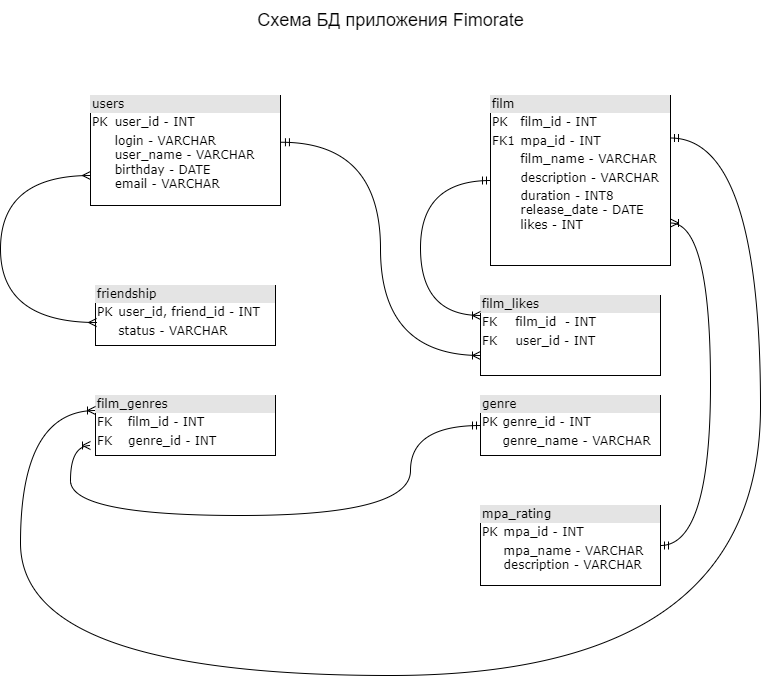 Схема БД приложения Fimorate
users
PK user_id - INT
login - VARCHAR
user_name - VARCHAR
birthday - DATE
email - VARCHAR
film
PK film_id - INT
FK1 mpa_id - INT
film_name - VARCHAR
description - VARCHAR
duration - INT8
release_date - DATE
likes - INT
friendship
PK user_id, friend_id - INT
status - VARCHAR
film_likes
FK film_id - INT
FK user_id - INT
film_genres
FK film_id - INT
FK genre_id - INT
genre
PK genre_id - INT
genre_name - VARCHAR
mpa_rating
PK mpa_id - INT
mpa_name - VARCHAR
description - VARCHAR